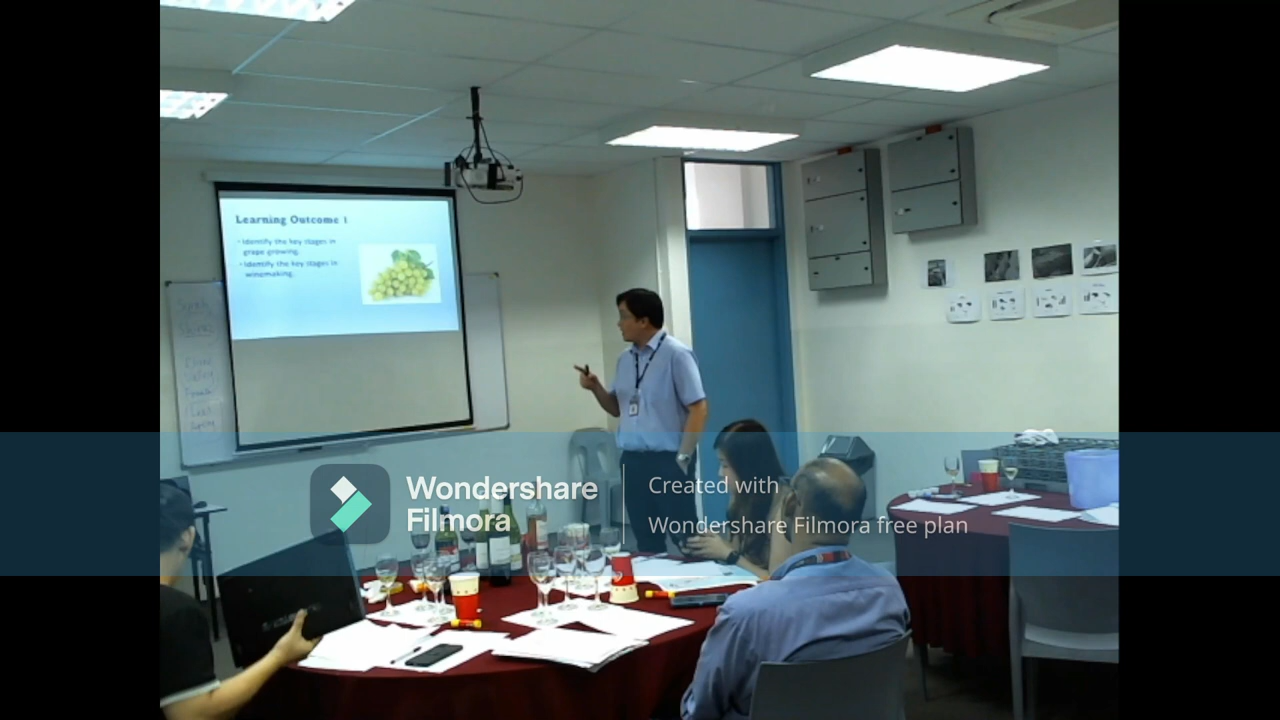 Learning Outcome 1
• Identify the key stages in
grape growing.
• Identify the key stages in
winemaking.
Wondershare
Filmora
Created with
Wondershare Filmora free plan